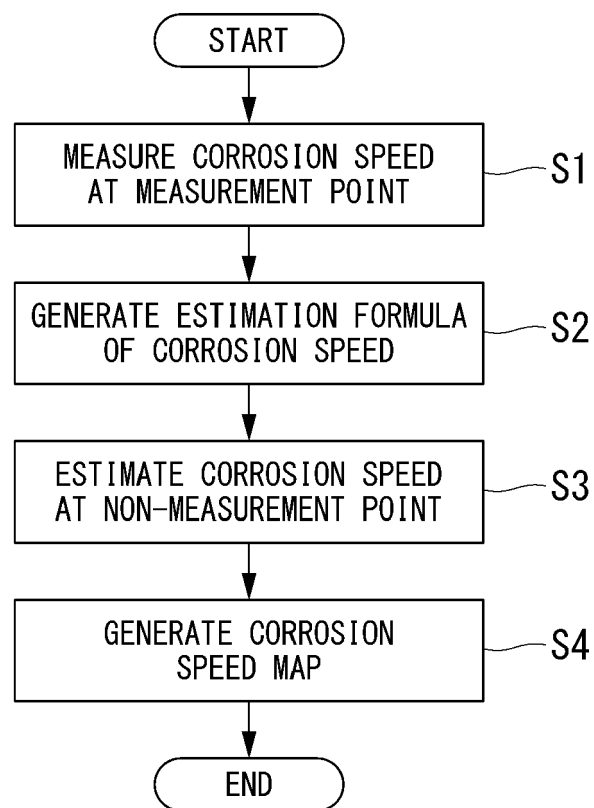 START
MEASURE CORROSION SPEED
AT MEASUREMENT POINT
S1
GENERATE ESTIMATION FORMULA
OF CORROSION SPEED
S2
ESTIMATE CORROSION SPEED
AT NON-MEASUREMENT POINT
S3
GENERATE CORROSION
SPEED MAP
S4
END